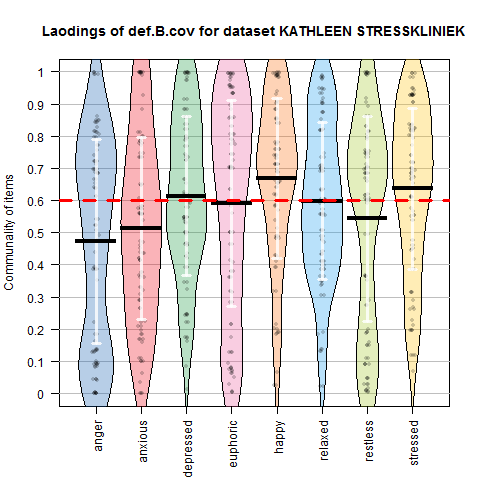 Laodings of def.B.cov for dataset KATHLEEN STRESSKLINIEK
Communality of items
1
0.9
0.8
0.7
0.6
0.5
0.4
0.3
0.2
0.1
0
anger
anxious
depressed
euphoric
happy
relaxed
restless
stressed